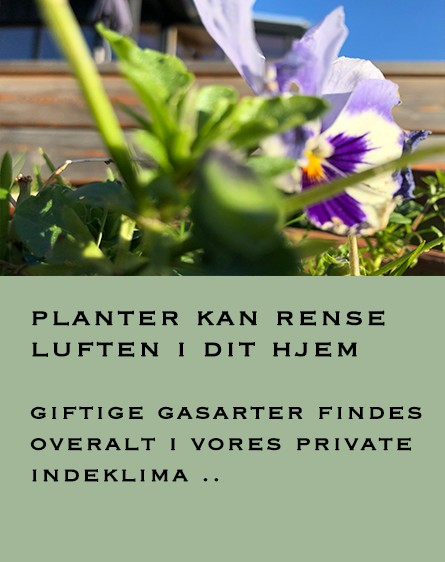 PLANTER KAN RENSE
LUFTEN I DIT HJEM
GIFTIGE GASARTER FINDES
OVERALT I VORES PRIVATE
INDEKLIMA ..